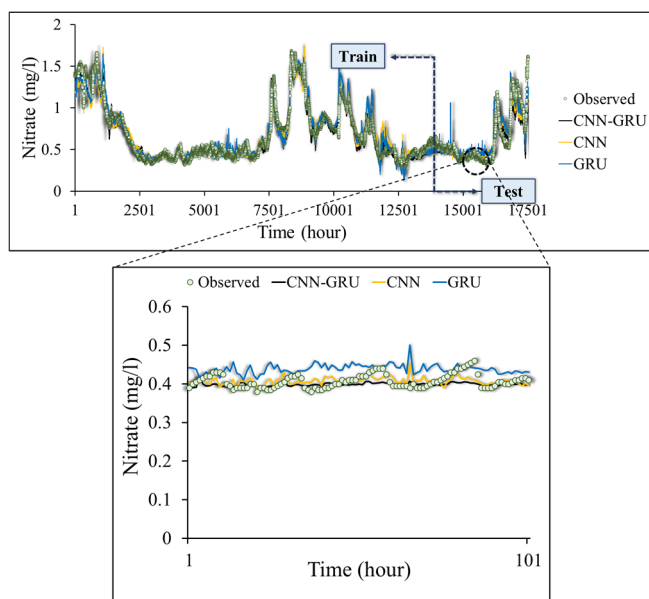 2
1.5
1
0.5
0
Nitrate (mg/l)
Train
Test
Observed
CNN-GRU
CNN
GRU
1 2501 5001 7501 10001 12501 15001 17501
Time (hour)
Observed CNN-GRU CNN GRU
0.6
0.5
0.4
0.3
0.2
0.1
0
Nitrate (mg/l)
1 101
Time (hour)